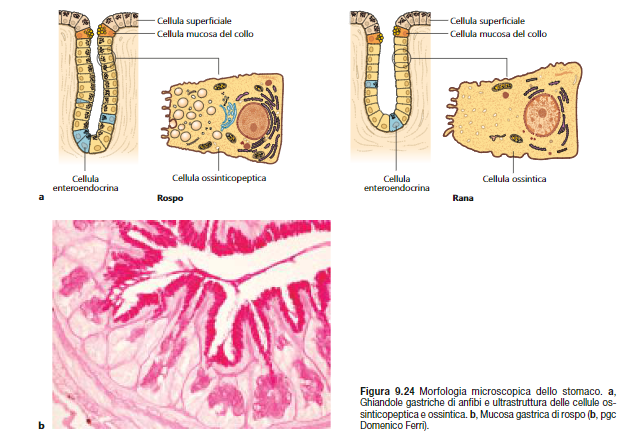 Cellula superficiale
Cellula mucosa del collo
Cellula
enteroendocrina
Cellula ossinticopeptica
a
Rospo
Cellula superficiale
Cellula mucosa del collo
Cellula
enteroendocrina
Cellula ossintica
Rana
b
Figura 9.24 Morfologia microscopica dello stomaco. a,
Ghiandole gastriche di anfibi e ultrastruttura delle cellule os-
sinticopeptica e ossintica. b, Mucosa gastrica di rospo (b, pgc
Domenico Ferri).